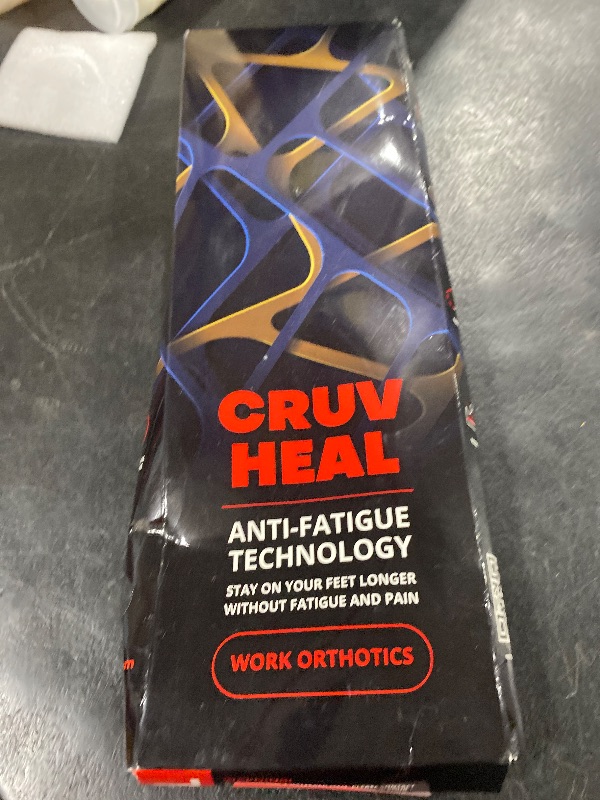 CRUV
HEAL
ANTI-FATIGUE
TECHNOLOGY
STAY ON YOUR FEET LONGER
WITHOUT FATIGUE AND PAIN
WORK ORTHOTICS